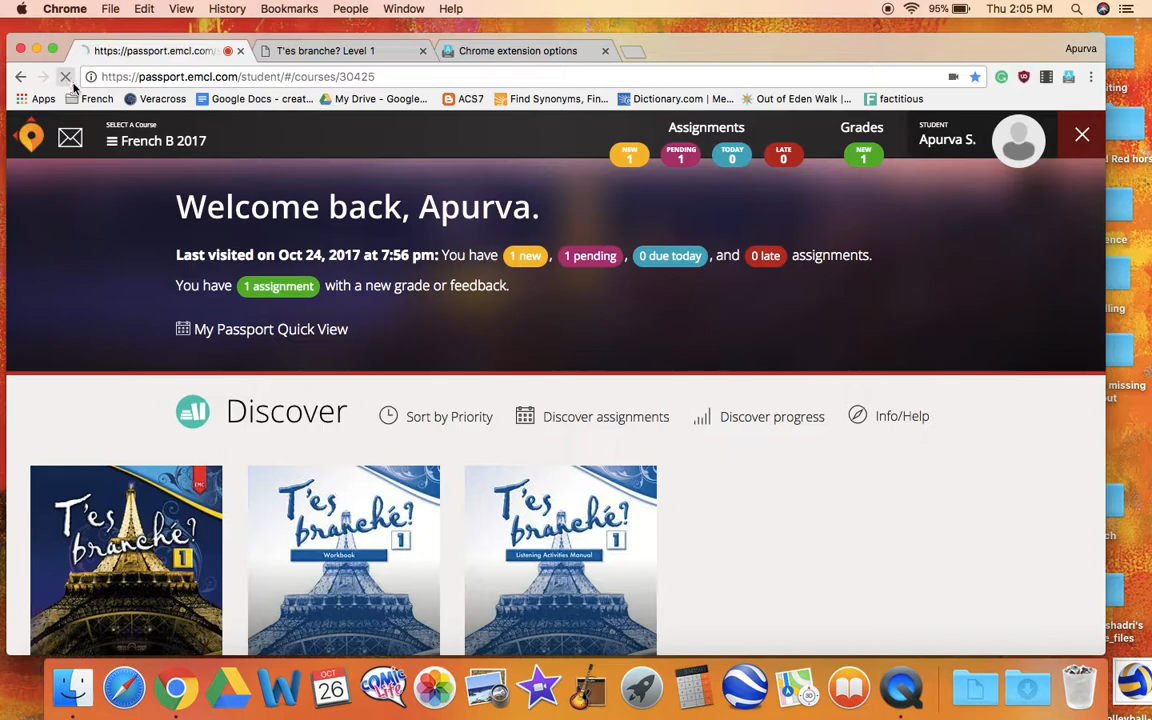 Chrome File Edit View History Bookmarks People Window Help 95% Thu 2:05 PM
https://passport.emcl.com/ T'es branche? Level 1 Chrome extension options Apurva
https://passport.emcl.com/student/#/courses/30425
Apps French Veracross Google Docs - creat... My Drive - Google... ACS7 Find Synonyms, Fin... Dictionary.com | Me... Out of Eden Walk |... factitious
SELECT A Course
French B 2017
Assignments
NEW 1 PENDING 1 TODAY 0 LATE 0
Grades
NEW 1
STUDENT
Apurva S.
Welcome back, Apurva.
Last visited on Oct 24, 2017 at 7:56 pm: You have 1 new, 1 pending, 0 due today, and 0 late assignments.
You have 1 assignment with a new grade or feedback.
My Passport Quick View
Discover Sort by Priority Discover assignments Discover progress Info/Help
T'es branché? 1
EMC
T'es branché? 1
Workbook
T'es branché? 1
Listening Activities Manual
OCT
26